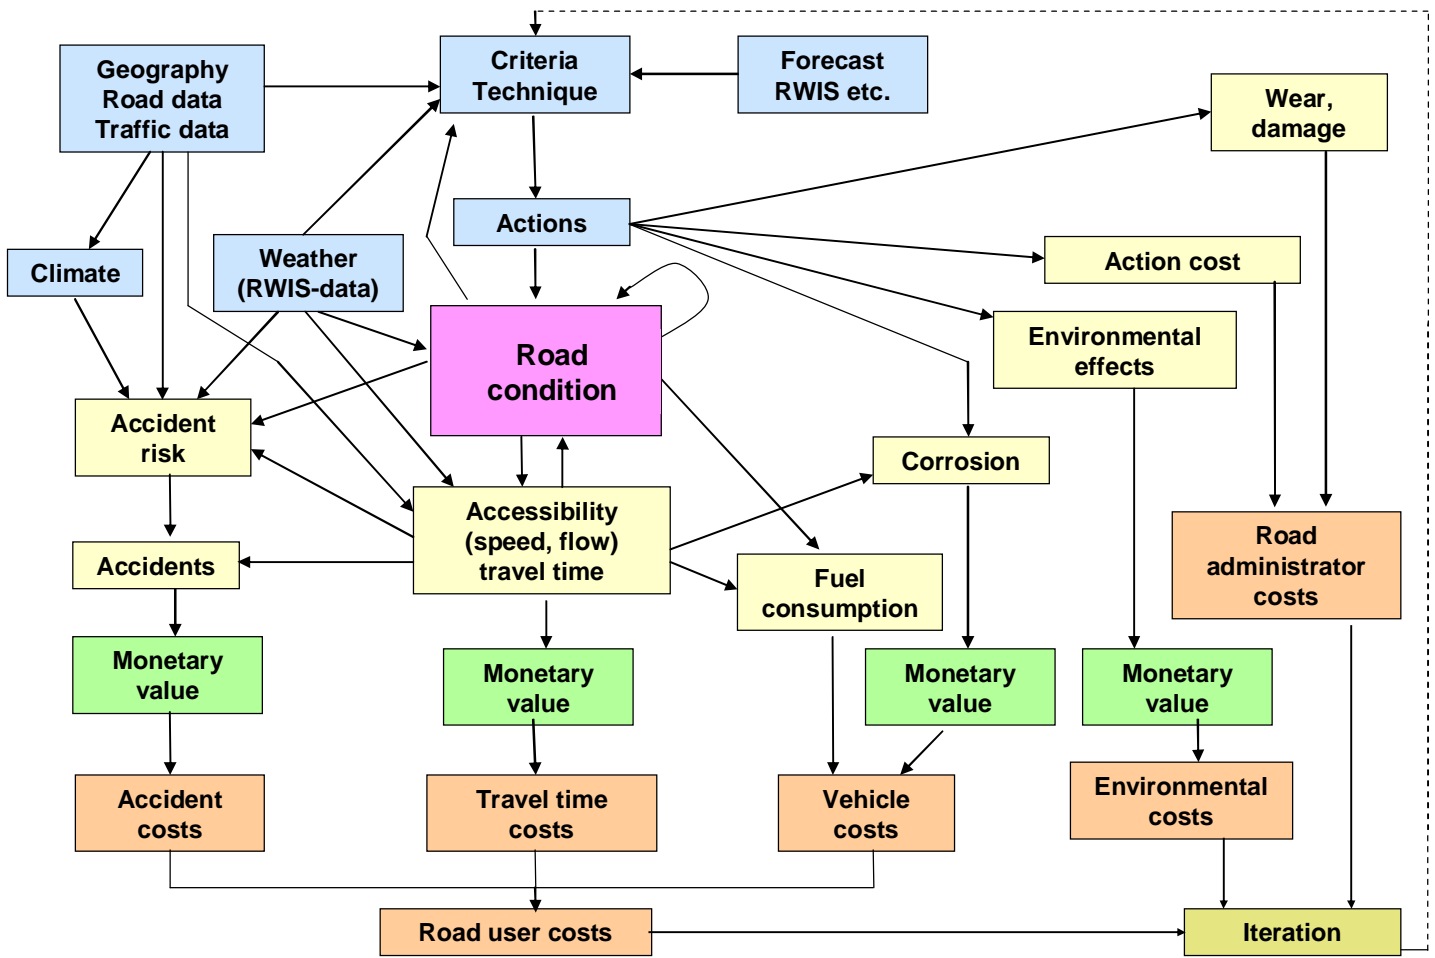 Geography
Road data
Traffic data
Criteria
Technique
Forecast
RWIS etc.
Wear,
damage
Actions
Climate
Weather
(RWIS-data)
Action cost
Road
condition
Environmental
effects
Accident
risk
Corrosion
Accessibility
(speed, flow)
travel time
Road
administrator
costs
Accidents
Fuel
consumption
Monetary
value
Monetary
value
Monetary
value
Monetary
value
Accident
costs
Travel time
costs
Vehicle
costs
Environmental
costs
Road user costs
Iteration